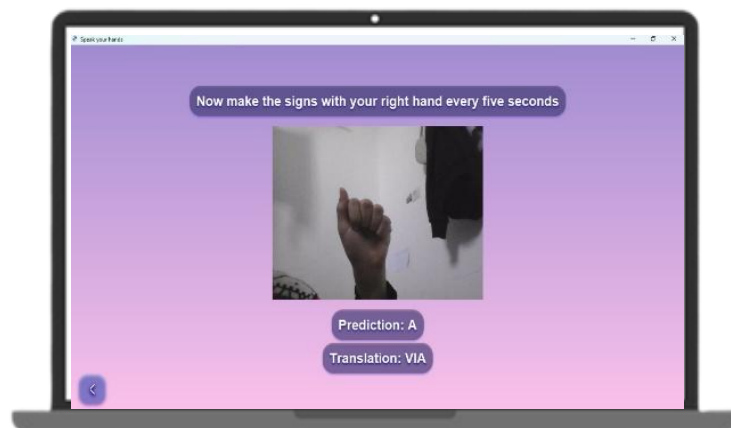 Speak your hands
Now make the signs with your right hand every five seconds
Prediction: A
Translation: VIA